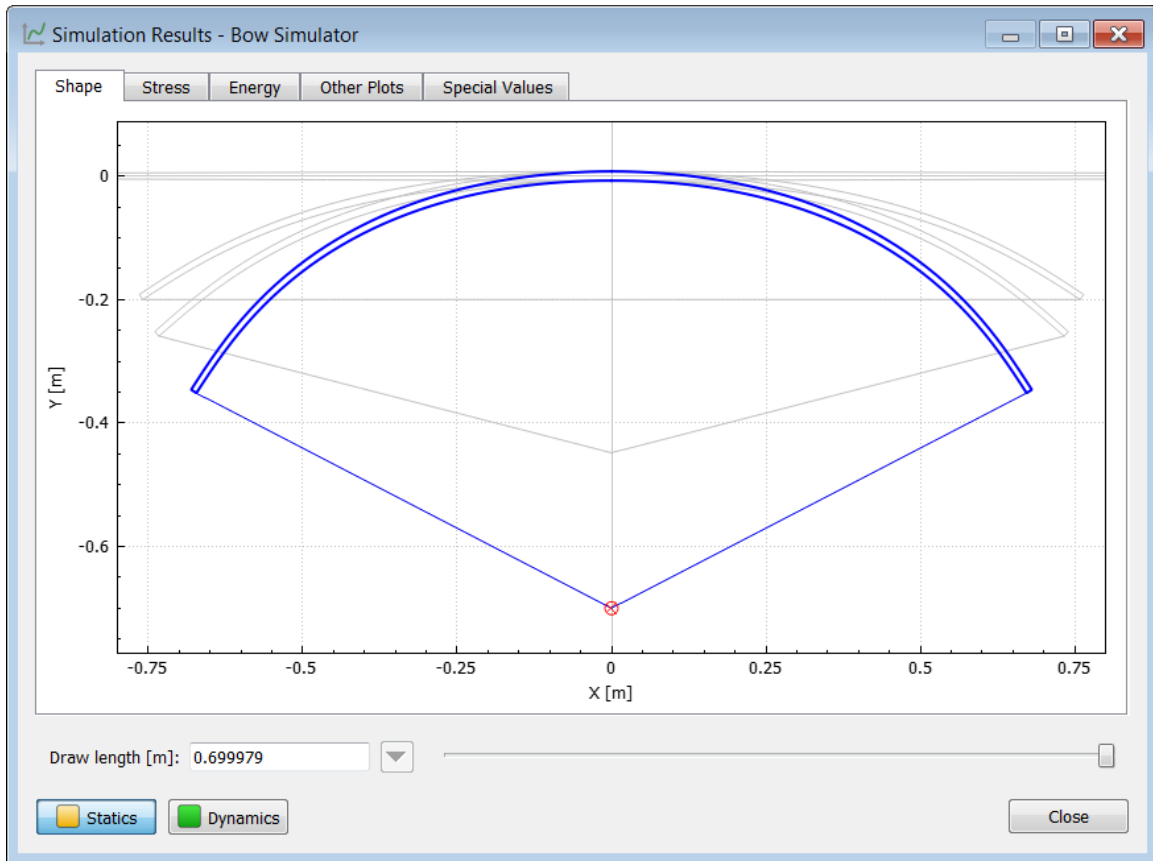 Simulation Results - Bow Simulator
Shape Stress Energy Other Plots Special Values
0
-0.2
-0.4
-0.6
Y [m]
-0.75 -0.5 -0.25 0 0.25 0.5 0.75
X [m]
Draw length [m]: 0.699979
Statics Dynamics Close